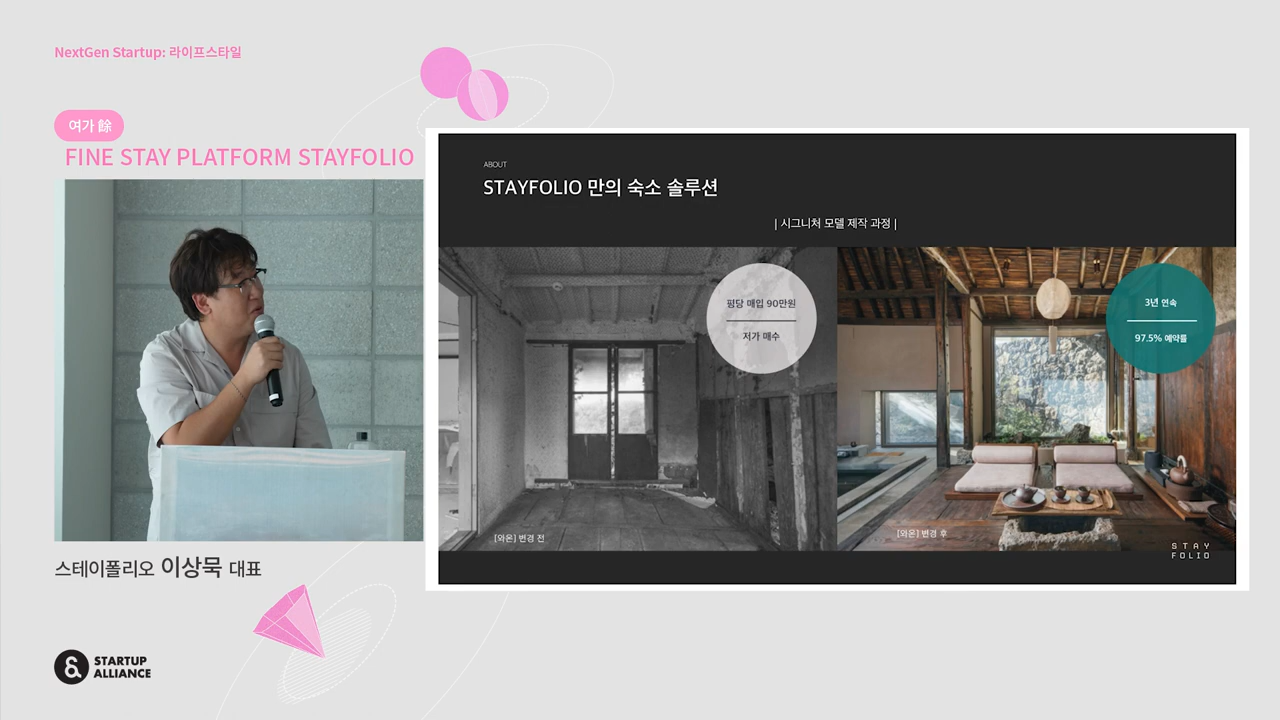 NextGen Startup: 라이프스타일
여가 餘
FINE STAY PLATFORM STAYFOLIO
ABOUT
STAYFOLIO 만의 숙소 솔루션
| 시그니처 모델 제작 과정 |
평당 매입 90만원
저가 매수
3년 연속
97.5% 예약률
[와온] 변경 전
[와온] 변경 후
STAY
FOLIO
스테이폴리오 이상묵 대표
STARTUP
ALLIANCE